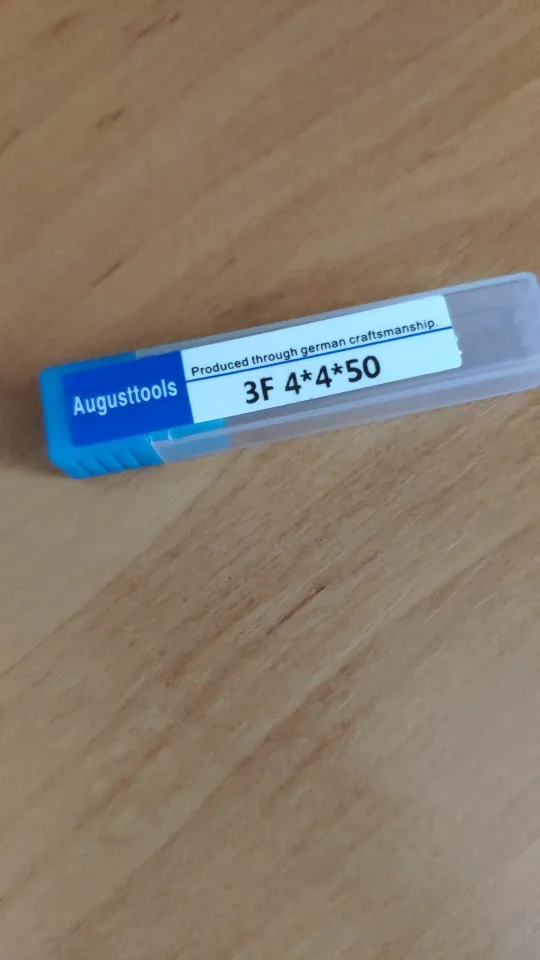 Augusttools
Produced through german craftsmanship.
3F 4*4*50